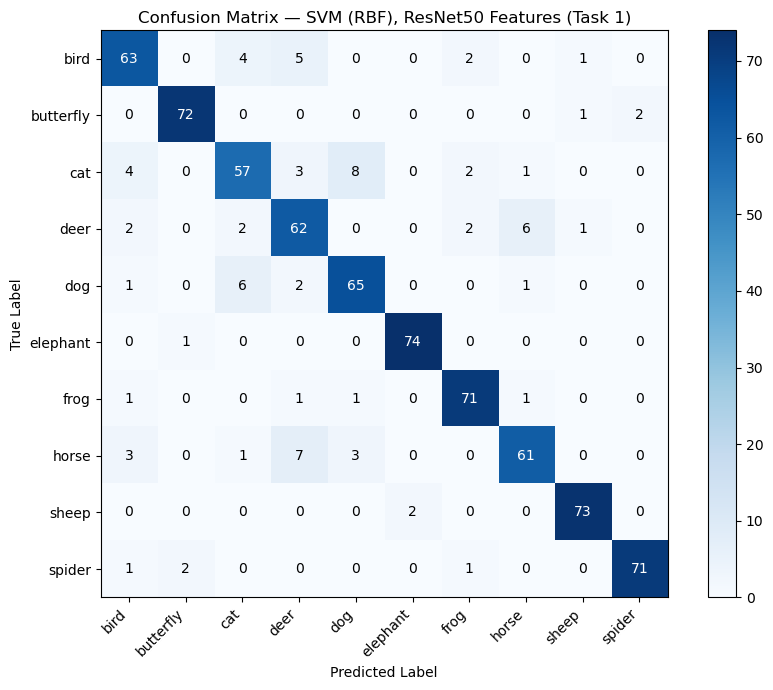 Confusion Matrix — SVM (RBF), ResNet50 Features (Task 1)
bird 63 0 4 5 0 0 2 0 1 0
butterfly 0 72 0 0 0 0 0 0 1 2
cat 4 0 57 3 8 0 2 1 0 0
deer 2 0 2 62 0 0 2 6 1 0
dog 1 0 6 2 65 0 0 1 0 0
elephant 0 1 0 0 0 74 0 0 0 0
frog 1 0 0 1 1 0 71 1 0 0
horse 3 0 1 7 3 0 0 61 0 0
sheep 0 0 0 0 0 2 0 0 73 0
spider 1 2 0 0 0 0 1 0 0 71
bird butterfly cat deer dog elephant frog horse sheep spider
Predicted Label
True Label
70
60
50
40
30
20
10
0